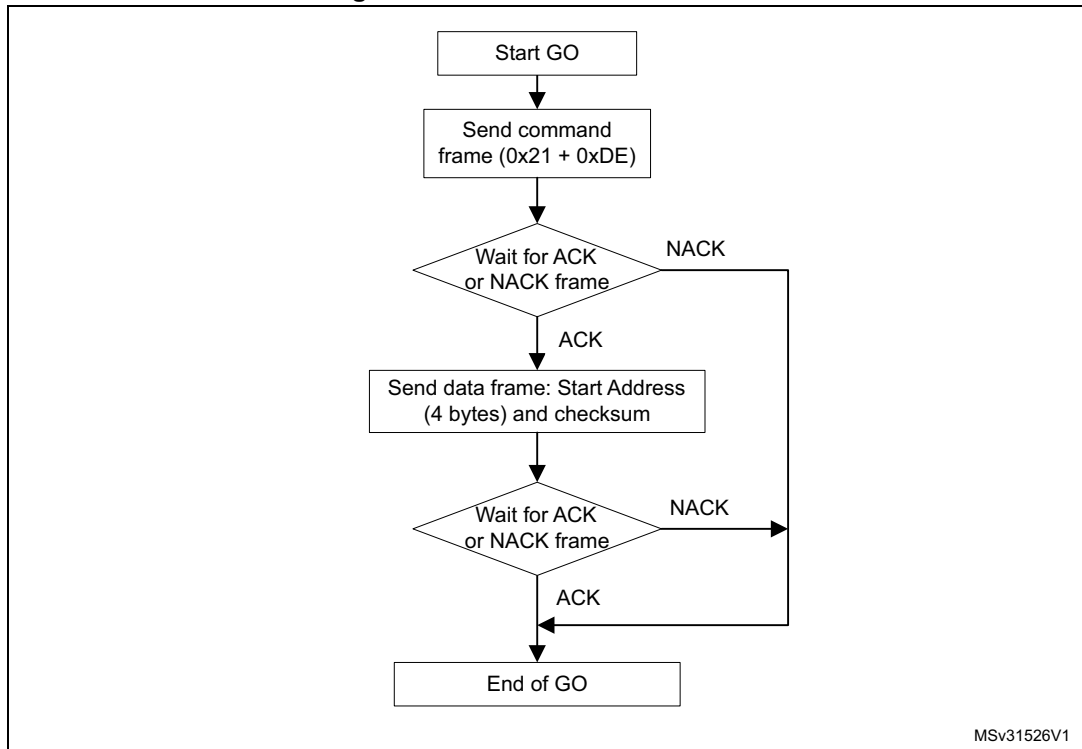 Start GO
Send command
frame (0x21 + 0xDE)
Wait for ACK
or NACK frame
NACK
ACK
Send data frame: Start Address
(4 bytes) and checksum
Wait for ACK
or NACK frame
NACK
ACK
End of GO
MSv31526V1